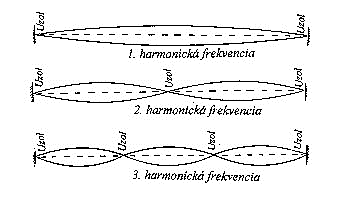 Uzol Uzol
1. harmonická frekvencia
Uzol Uzol Uzol
2. harmonická frekvencia
Uzol Uzol Uzol Uzol
3. harmonická frekvencia